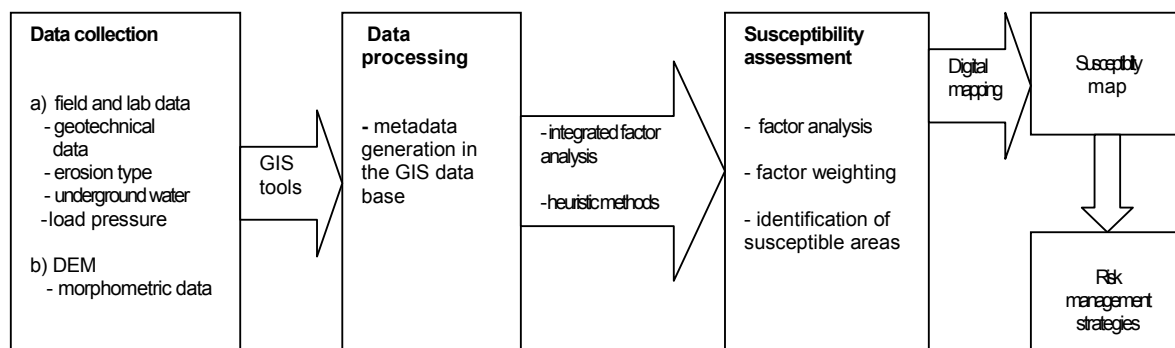 Data collection
a) field and lab data
- geotechnical
data
- erosion type
- underground water
-load pressure
b) DEM
- morphometric data
GIS
tools
Data
processing
- metadada
generation in
the GIS data
base
- integrated factor
analysis
- heuristic methods
Susceptibility
assessment
- factor analysis
- factor weighting
- identification of
susceptible areas
Digital
mapping
Susceptibility
map
Risk
management
strategies